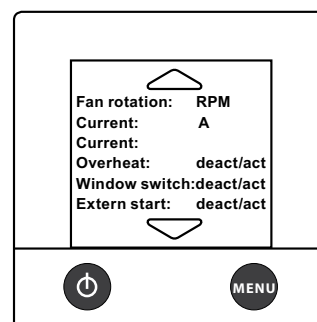 Fan rotation: RPM
Current: A
Current:
Overheat: deact/act
Window switch:deact/act
Extern start: deact/act
MENU